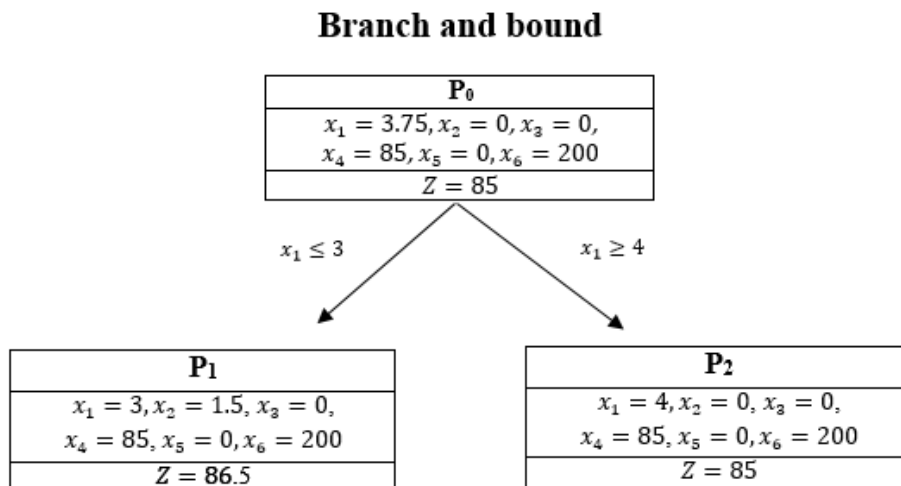 Branch and bound
P₀
x₁ = 3.75, x₂ = 0, x₃ = 0,
x₄ = 85, x₅ = 0, x₆ = 200
Z = 85
x₁ ≤ 3
x₁ ≥ 4
P₁
x₁ = 3, x₂ = 1.5, x₃ = 0,
x₄ = 85, x₅ = 0, x₆ = 200
Z = 86.5
P₂
x₁ = 4, x₂ = 0, x₃ = 0,
x₄ = 85, x₅ = 0, x₆ = 200
Z = 85